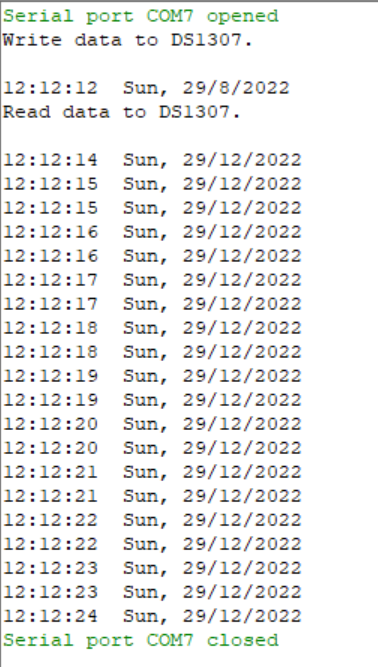 Serial port COM7 opened
Write data to DS1307.
12:12:12  Sun, 29/8/2022
Read data to DS1307.
12:12:14  Sun, 29/12/2022
12:12:15  Sun, 29/12/2022
12:12:15  Sun, 29/12/2022
12:12:16  Sun, 29/12/2022
12:12:16  Sun, 29/12/2022
12:12:17  Sun, 29/12/2022
12:12:17  Sun, 29/12/2022
12:12:18  Sun, 29/12/2022
12:12:18  Sun, 29/12/2022
12:12:19  Sun, 29/12/2022
12:12:19  Sun, 29/12/2022
12:12:20  Sun, 29/12/2022
12:12:20  Sun, 29/12/2022
12:12:21  Sun, 29/12/2022
12:12:21  Sun, 29/12/2022
12:12:22  Sun, 29/12/2022
12:12:22  Sun, 29/12/2022
12:12:23  Sun, 29/12/2022
12:12:23  Sun, 29/12/2022
12:12:24  Sun, 29/12/2022
Serial port COM7 closed